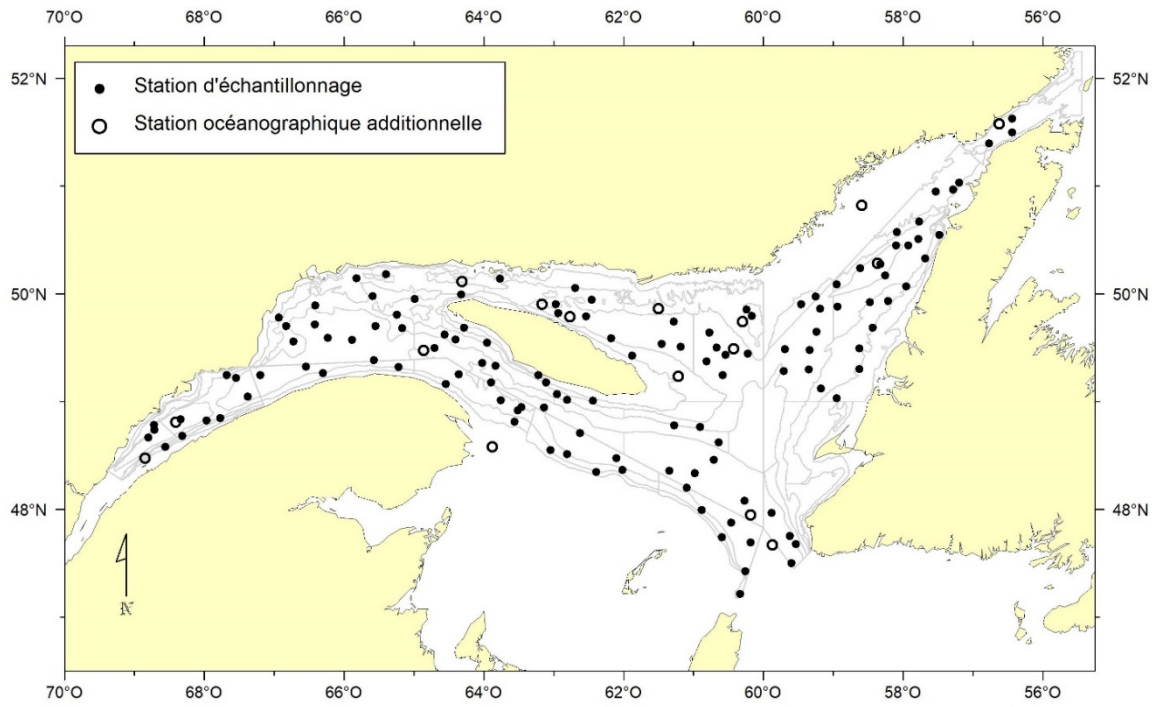 70°O 68°O 66°O 64°O 62°O 60°O 58°O 56°O
52°N 52°N
Station d'échantillonnage
Station océanographique additionnelle
50°N 50°N
48°N 48°N
N
70°O 68°O 66°O 64°O 62°O 60°O 58°O 56°O